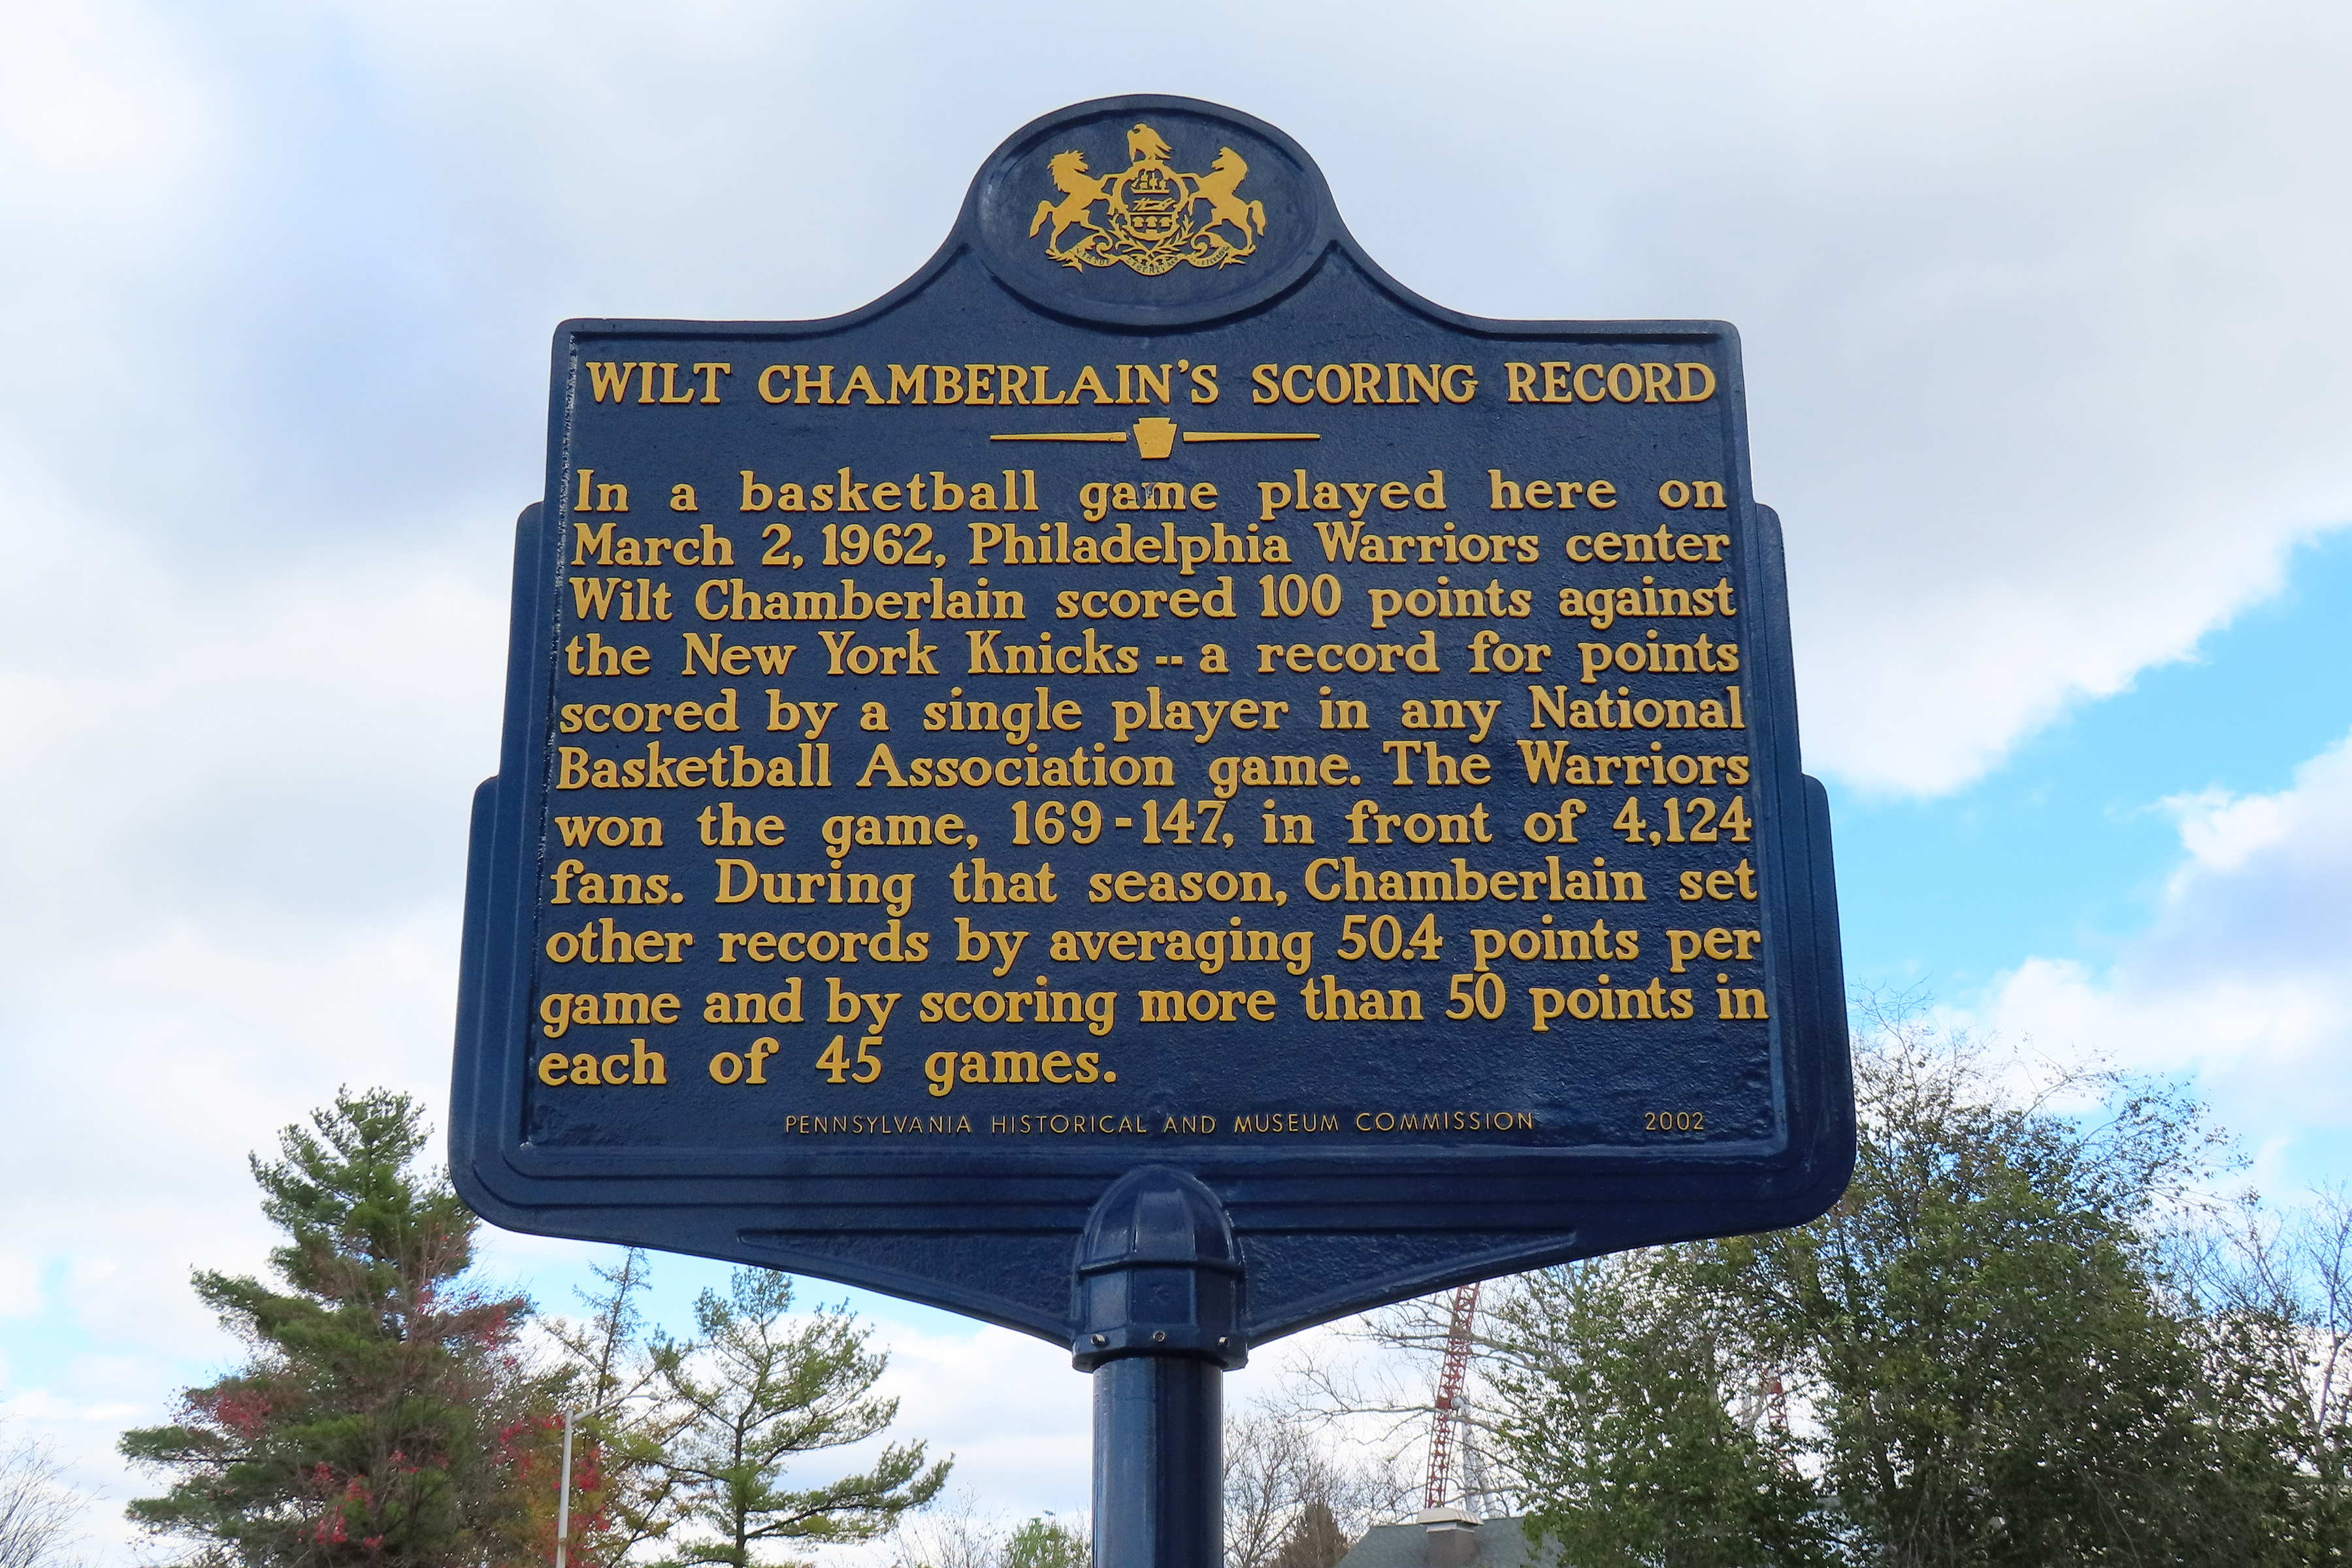 WILT CHAMBERLAIN'S SCORING RECORD
In a basketball game played here on
March 2, 1962, Philadelphia Warriors center
Wilt Chamberlain scored 100 points against
the New York Knicks -- a record for points
scored by a single player in any National
Basketball Association game. The Warriors
won the game, 169-147, in front of 4,124
fans. During that season, Chamberlain set
other records by averaging 50.4 points per
game and by scoring more than 50 points in
each of 45 games.
PENNSYLVANIA HISTORICAL AND MUSEUM COMMISSION 2002